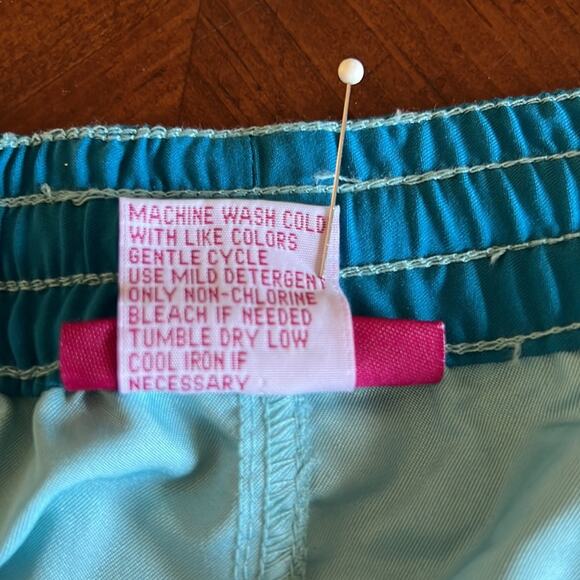 MACHINE WASH COLD
WITH LIKE COLORS
GENTLE CYCLE
USE MILD DETERGENT
ONLY NON-CHLORINE
BLEACH IF NEEDED
TUMBLE DRY LOW
COOL IRON IF
NECESSARY